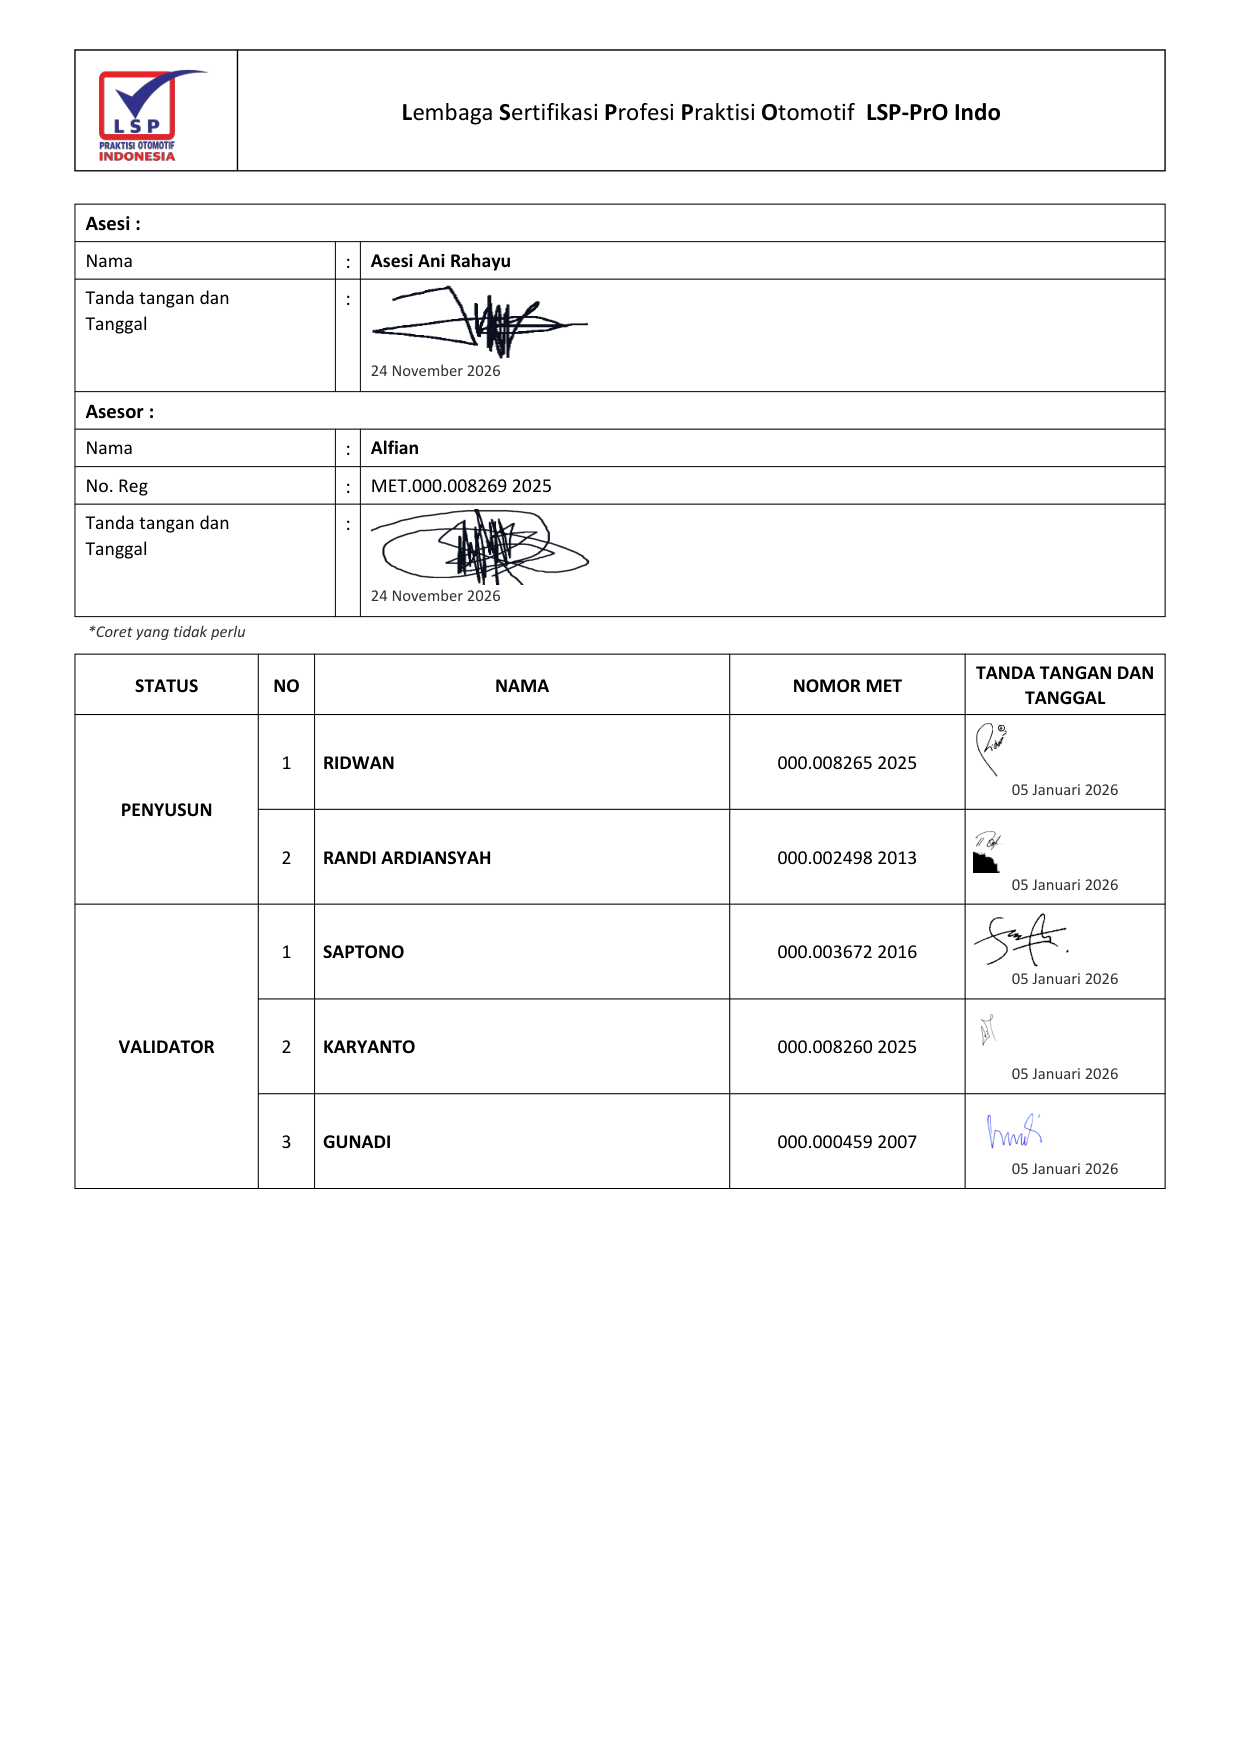 LSP
PRAKTISI OTOMOTIF
INDONESIA
Lembaga Sertifikasi Profesi Praktisi Otomotif LSP-PrO Indo
Asesi :
Nama : Asesi Ani Rahayu
Tanda tangan dan :
Tanggal
24 November 2026
Asesor :
Nama : Alfian
No. Reg : MET.000.008269 2025
Tanda tangan dan :
Tanggal
24 November 2026
*Coret yang tidak perlu
STATUS NO NAMA NOMOR MET TANDA TANGAN DAN
TANGGAL
PENYUSUN
1 RIDWAN 000.008265 2025
05 Januari 2026
2 RANDI ARDIANSYAH 000.002498 2013
05 Januari 2026
VALIDATOR
1 SAPTONO 000.003672 2016
05 Januari 2026
2 KARYANTO 000.008260 2025
05 Januari 2026
3 GUNADI 000.000459 2007
05 Januari 2026